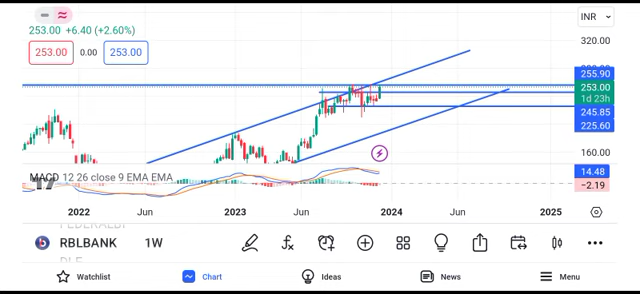 INR
253.00 +6.40 (+2.60%)
253.00 0.00 253.00
320.00
255.90
253.00
1d 23h
245.85
225.60
160.00
MACD 12 26 close 9 EMA EMA
14.48
−2.19
2022 Jun 2023 Jun 2024 Jun 2025
RBLBANK 1W
Watchlist Chart Ideas News Menu